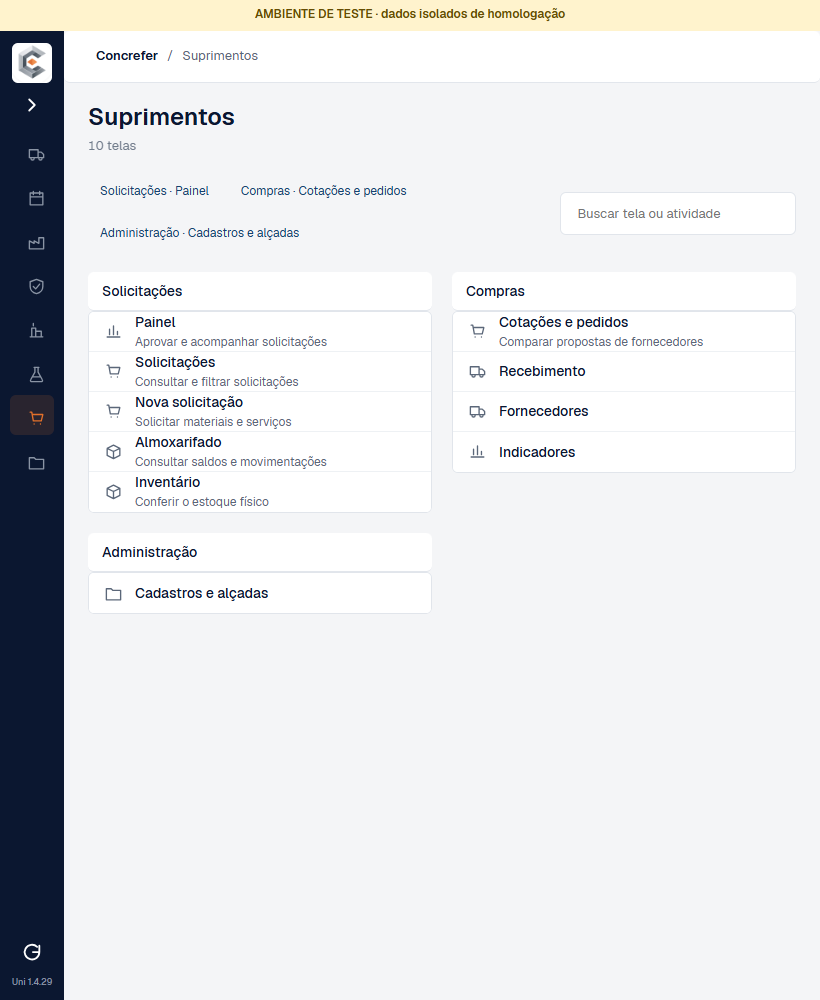 AMBIENTE DE TESTE · dados isolados de homologação
Concrefer / Suprimentos
Suprimentos
10 telas
Solicitações · Painel
Compras · Cotações e pedidos
Administração · Cadastros e alçadas
Buscar tela ou atividade
Solicitações
Painel
Aprovar e acompanhar solicitações
Solicitações
Consultar e filtrar solicitações
Nova solicitação
Solicitar materiais e serviços
Almoxarifado
Consultar saldos e movimentações
Inventário
Conferir o estoque físico
Compras
Cotações e pedidos
Comparar propostas de fornecedores
Recebimento
Fornecedores
Indicadores
Administração
Cadastros e alçadas
Uni 1.4.29